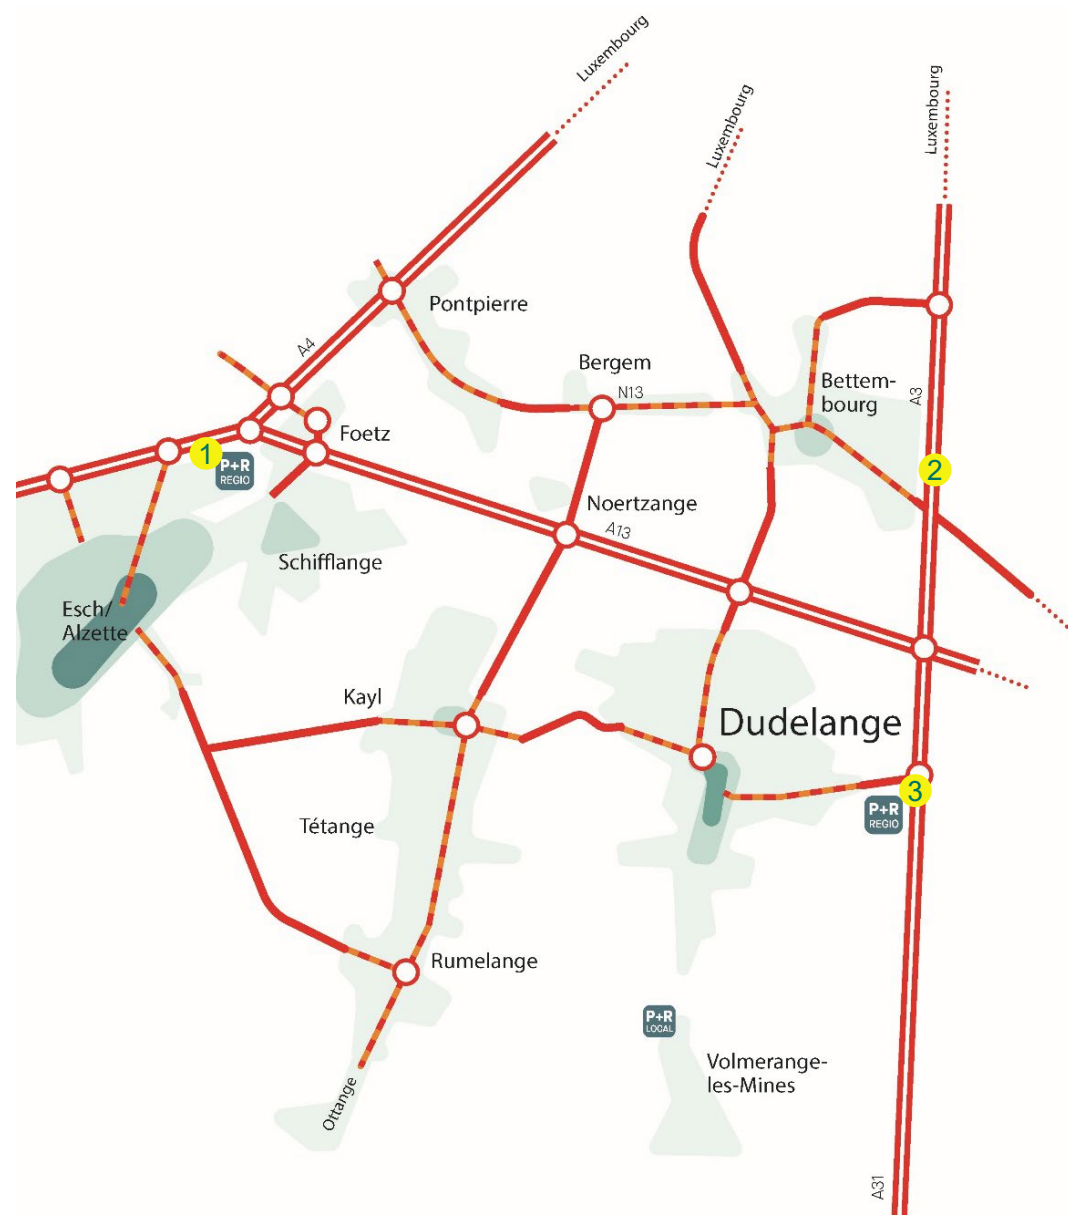 Luxembourg
Luxembourg
Luxembourg
Pontpierre
A4
Bergem
N13
Bettem-
bourg
A3
Foetz
1
P+R
REGIO
2
Noertzange
A13
Schifflange
Esch/
Alzette
Kayl
Dudelange
3
P+R
REGIO
Tétange
Rumelange
P+R
LOCAL
Volmerange-
les-Mines
Ottange
A31